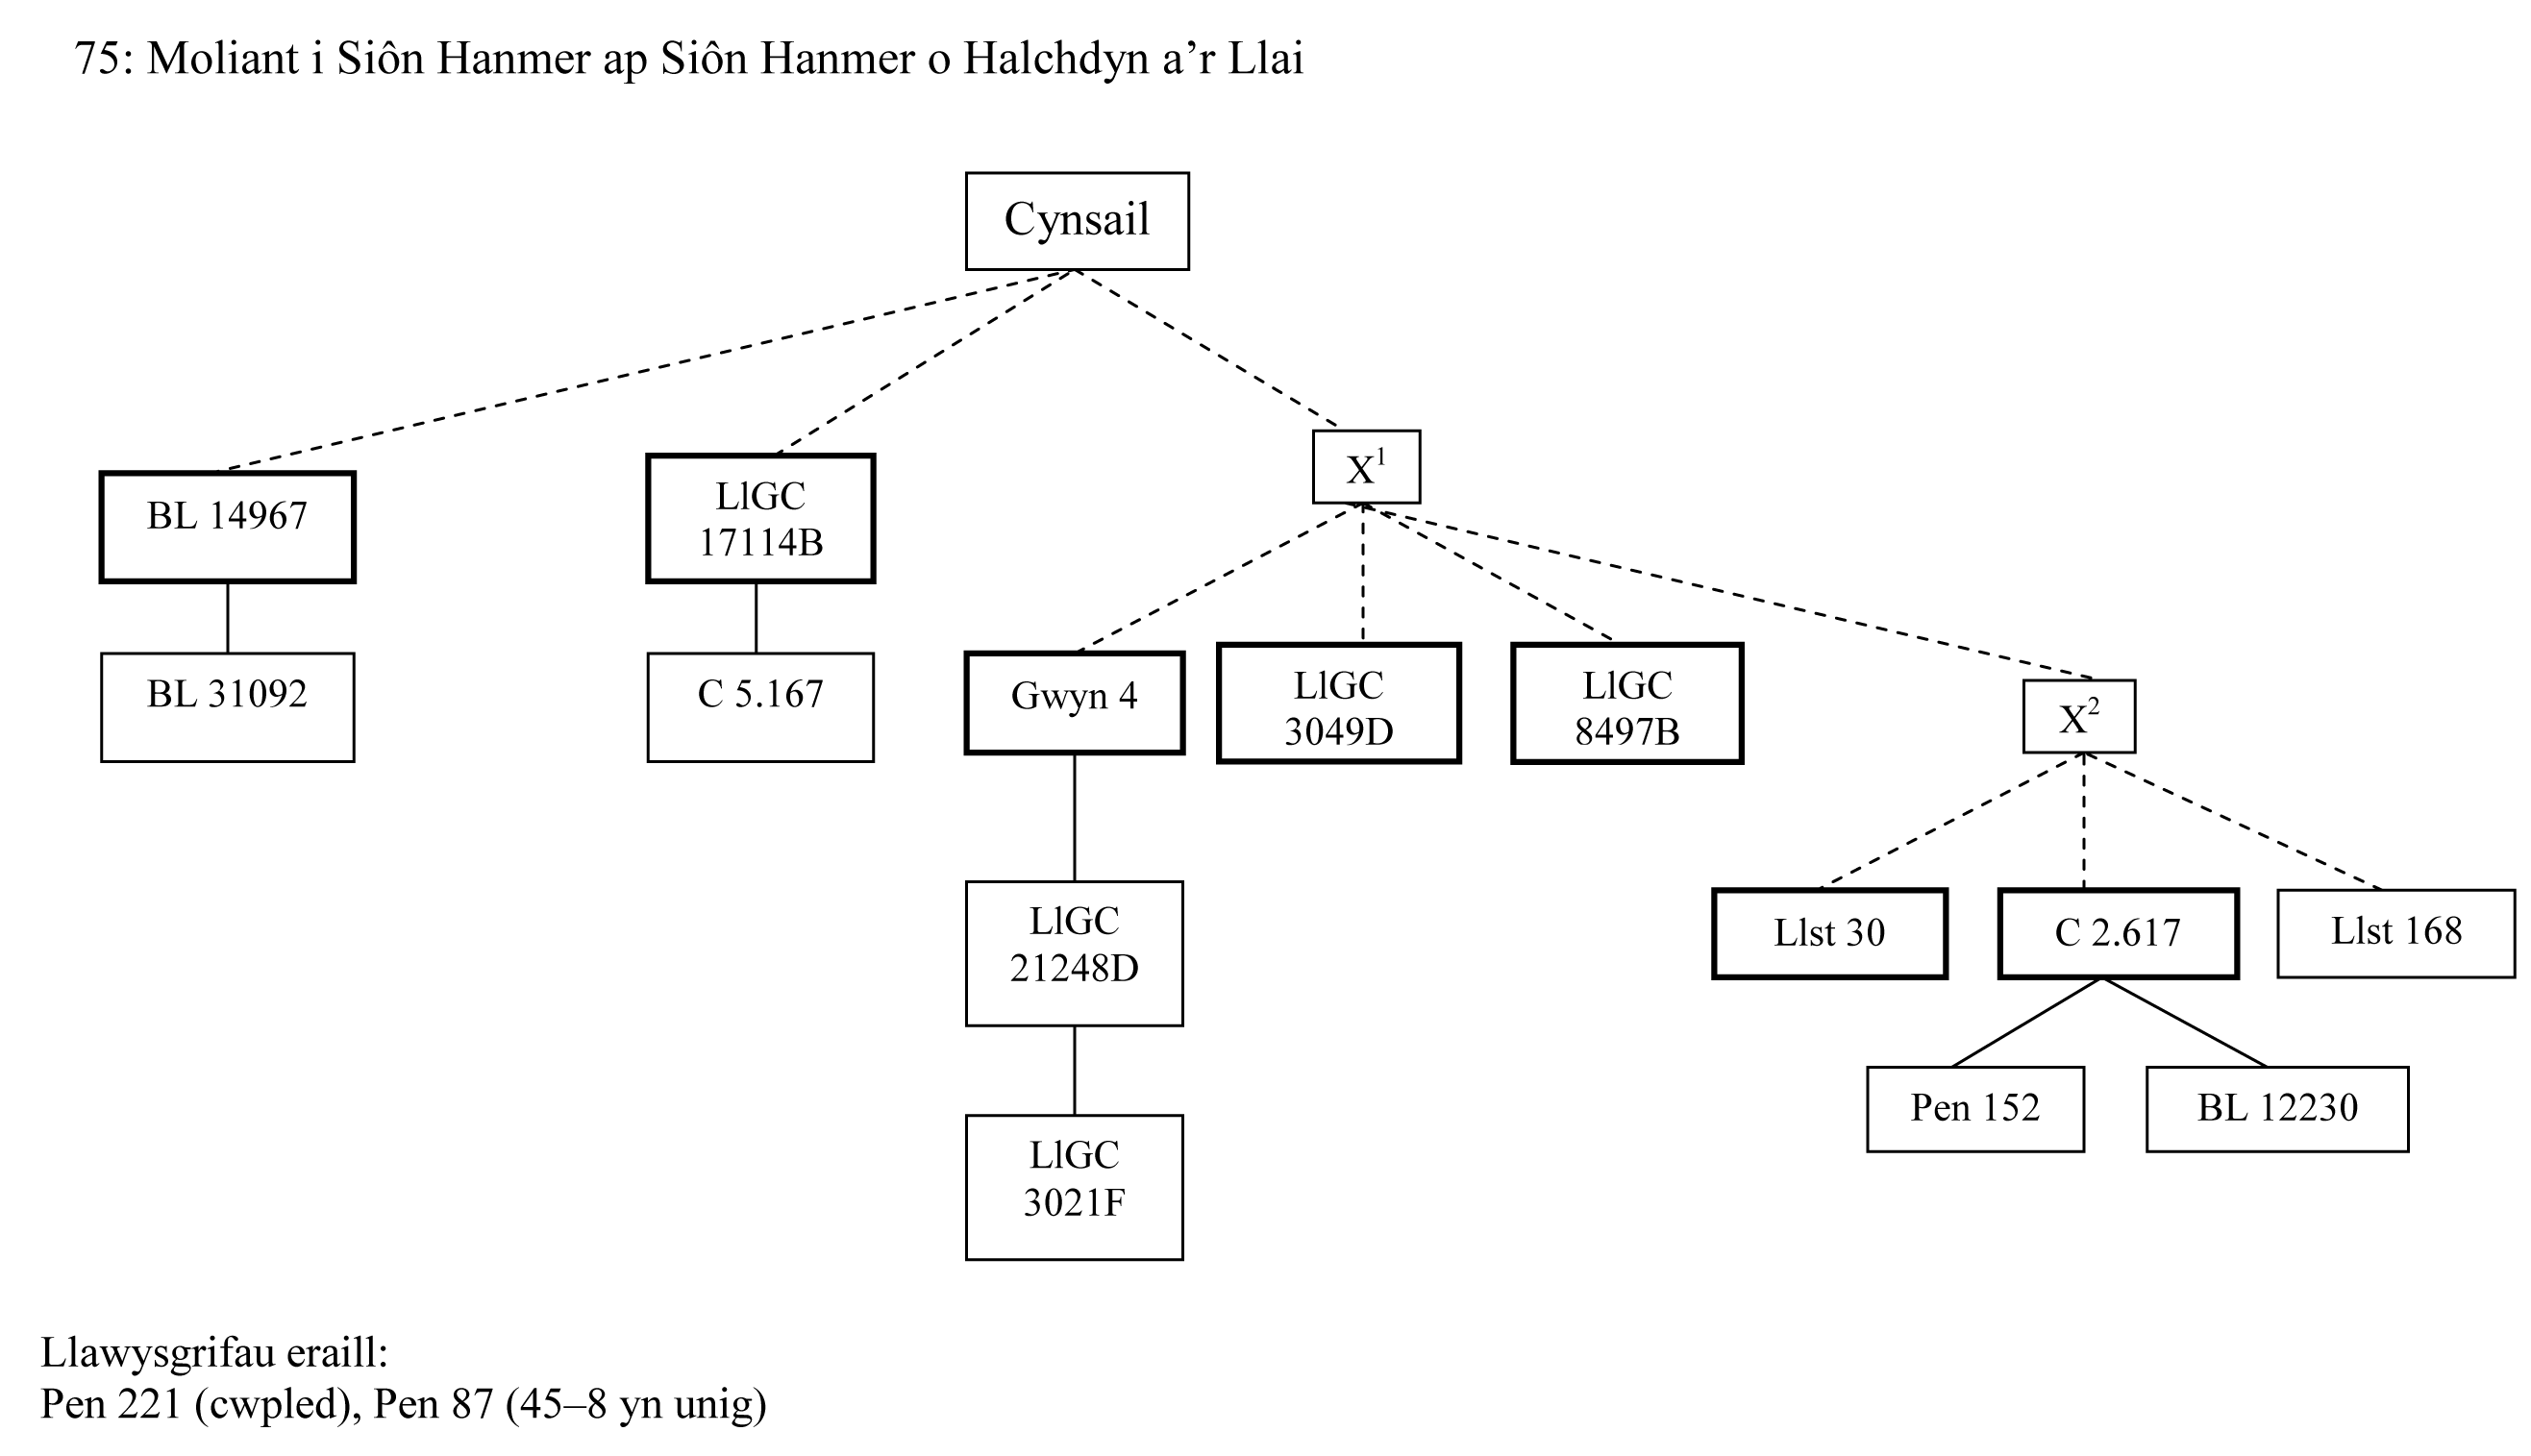 75: Moliant i Siôn Hanmer ap Siôn Hanmer o Halchdyn a’r Llai
Cynsail
BL 14967
LlGC
17114B
X¹
BL 31092
C 5.167
Gwyn 4
LlGC
3049D
LlGC
8497B
X²
LlGC
21248D
Llst 30
C 2.617
Llst 168
Pen 152
BL 12230
LlGC
3021F
Llawysgrifau eraill:
Pen 221 (cwpled), Pen 87 (45–8 yn unig)